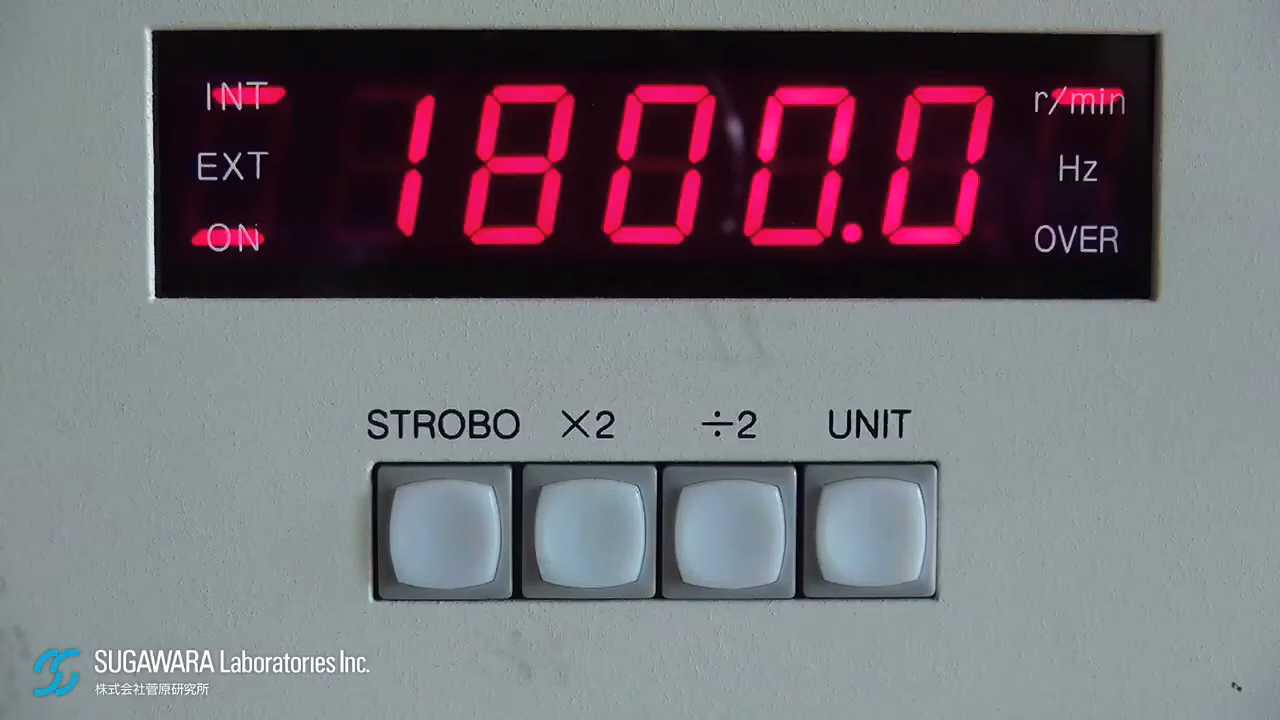 INT
1800.0
r/min
EXT
Hz
ON
OVER
STROBO ×2 ÷2 UNIT
SUGAWARA Laboratories Inc.
株式会社菅原研究所